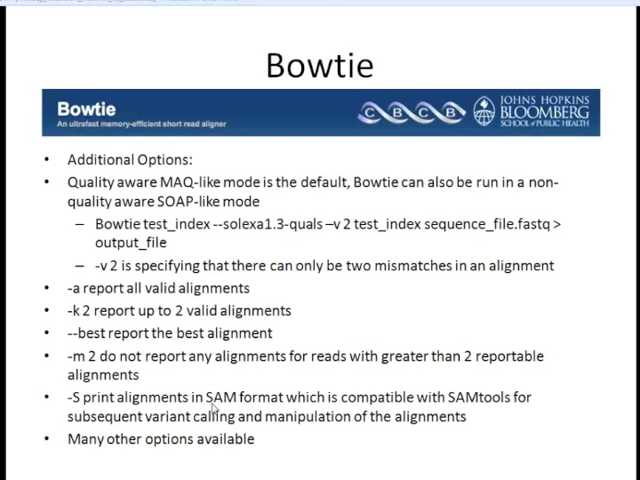 Bowtie
Bowtie
An ultrafast memory-efficient short read aligner
CBCB
JOHNS HOPKINS
BLOOMBERG
SCHOOL of PUBLIC HEALTH
• Additional Options:
• Quality aware MAQ-like mode is the default, Bowtie can also be run in a non-
quality aware SOAP-like mode
– Bowtie test_index --solexa1.3-quals –v 2 test_index sequence_file.fastq >
output_file
– -v 2 is specifying that there can only be two mismatches in an alignment
• -a report all valid alignments
• -k 2 report up to 2 valid alignments
• --best report the best alignment
• -m 2 do not report any alignments for reads with greater than 2 reportable
alignments
• -S print alignments in SAM format which is compatible with SAMtools for
subsequent variant calling and manipulation of the alignments
• Many other options available